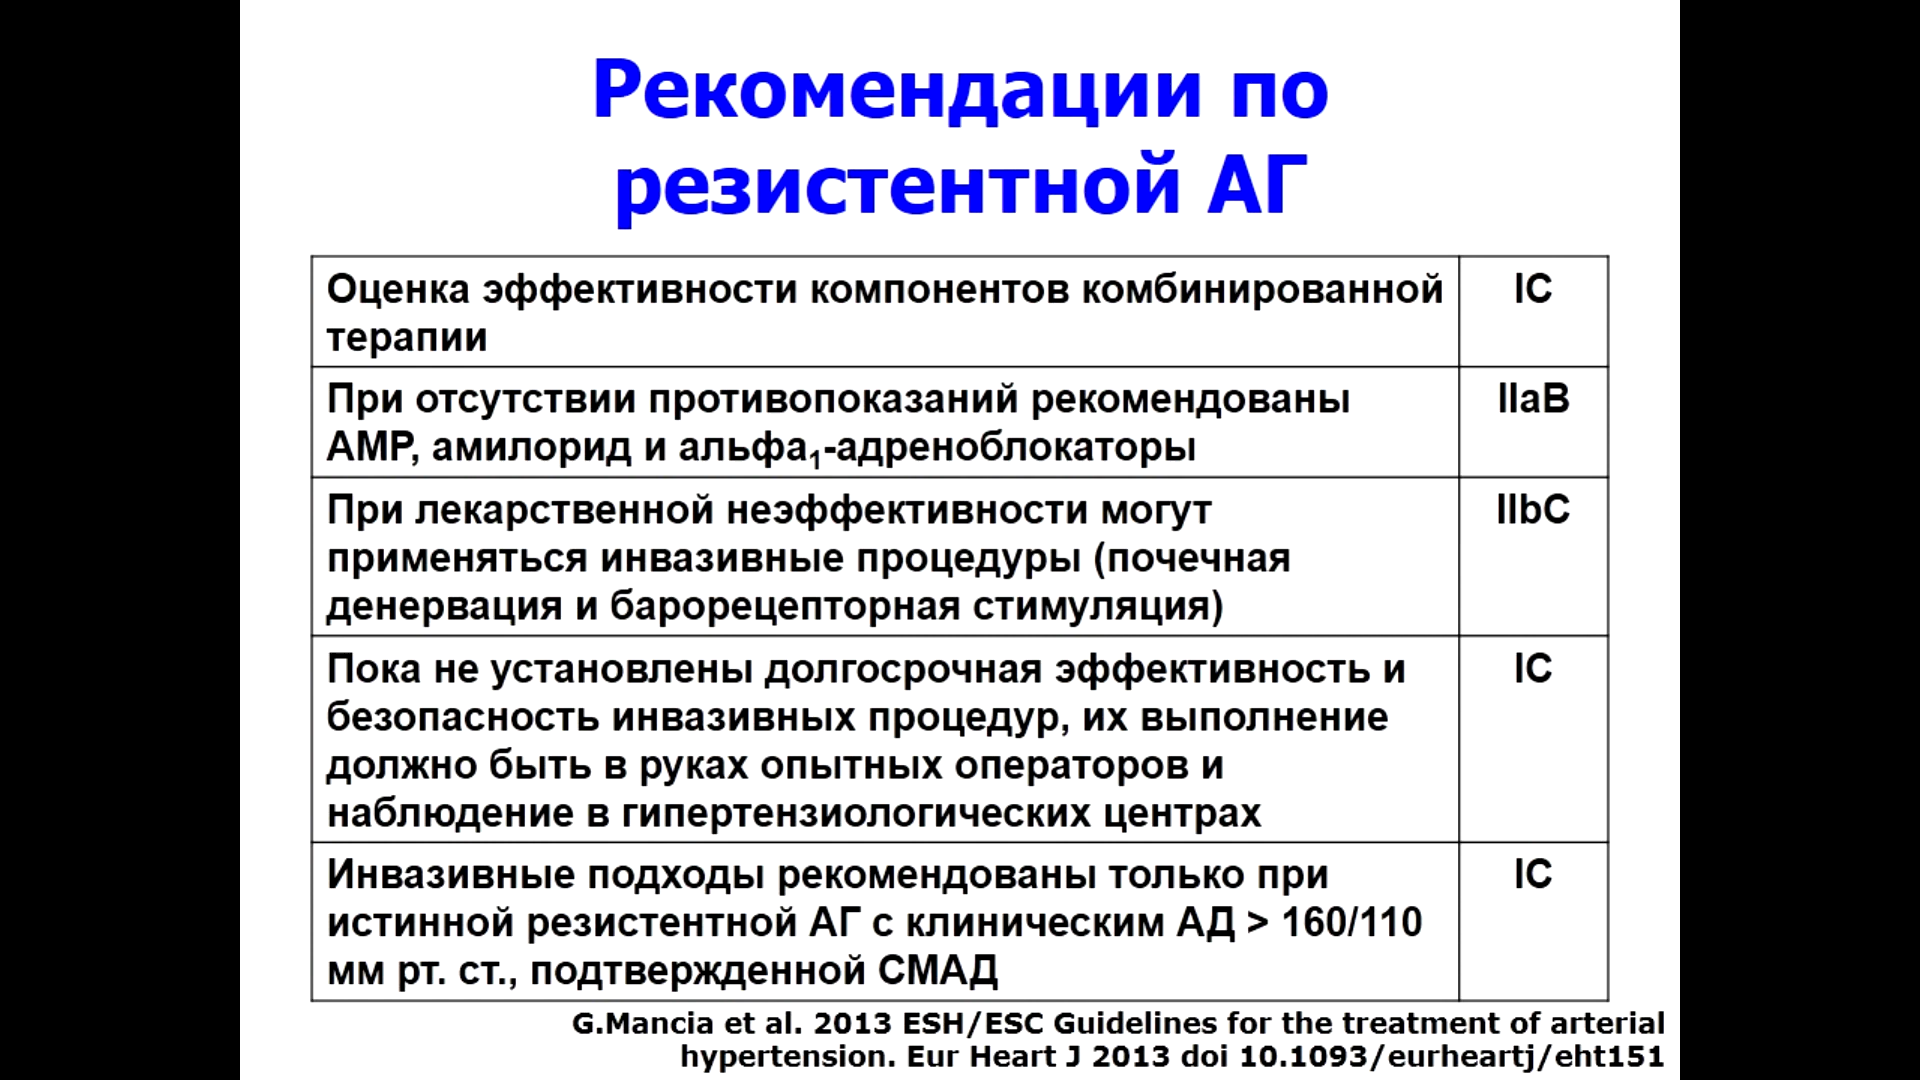 Рекомендации по
резистентной АГ
Оценка эффективности компонентов комбинированной IC
терапии
При отсутствии противопоказаний рекомендованы IIaB
АМР, амилорид и альфа1-адреноблокаторы
При лекарственной неэффективности могут IIbC
применяться инвазивные процедуры (почечная
денервация и барорецепторная стимуляция)
Пока не установлены долгосрочная эффективность и IC
безопасность инвазивных процедур, их выполнение
должно быть в руках опытных операторов и
наблюдение в гипертензиологических центрах
Инвазивные подходы рекомендованы только при IC
истинной резистентной АГ с клиническим АД > 160/110
мм рт. ст., подтвержденной СМАД
G.Mancia et al. 2013 ESH/ESC Guidelines for the treatment of arterial
hypertension. Eur Heart J 2013 doi 10.1093/eurheartj/eht151